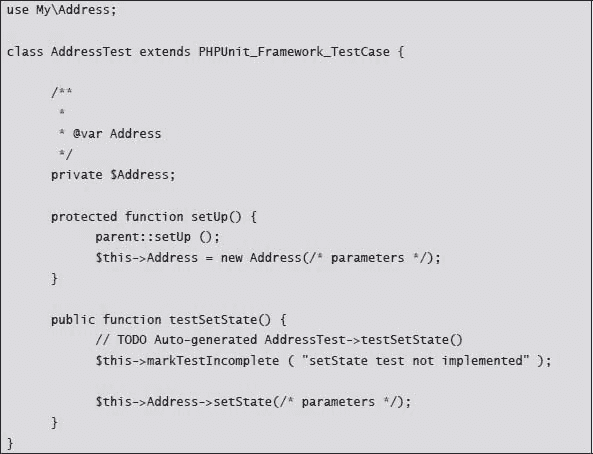 use My\Address;
class AddressTest extends PHPUnit_Framework_TestCase {
/**
*
* @var Address
*/
private $Address;
protected function setUp() {
parent::setUp ();
$this->Address = new Address(/* parameters */);
}
public function testSetState() {
// TODO Auto-generated AddressTest->testSetState()
$this->markTestIncomplete ( "setState test not implemented" );
$this->Address->setState(/* parameters */);
}
}